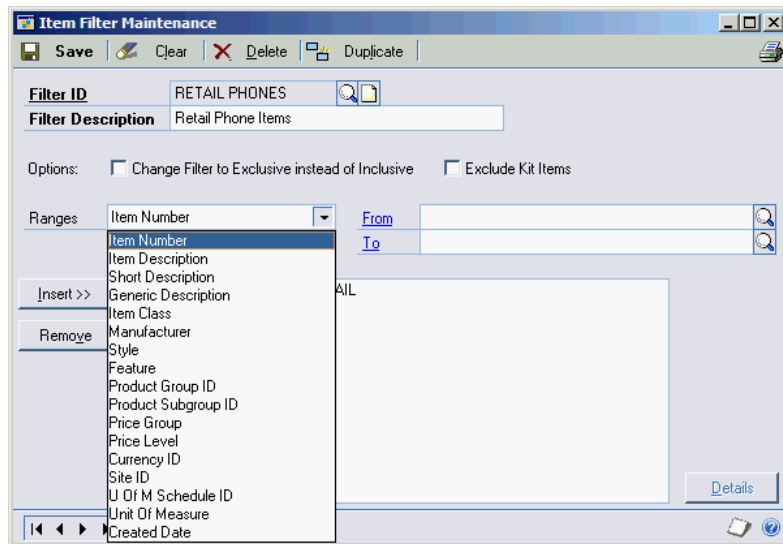 Item Filter Maintenance
Save Clear Delete Duplicate
Filter ID RETAIL PHONES
Filter Description Retail Phone Items
Options: Change Filter to Exclusive instead of Inclusive Exclude Kit Items
Ranges Item Number From
To
Item Number
Item Description
Short Description
Generic Description
Item Class
Manufacturer
Style
Feature
Product Group ID
Product Subgroup ID
Price Group
Price Level
Currency ID
Site ID
U Of M Schedule ID
Unit Of Measure
Created Date
Insert >>
Remove
AIL
Details